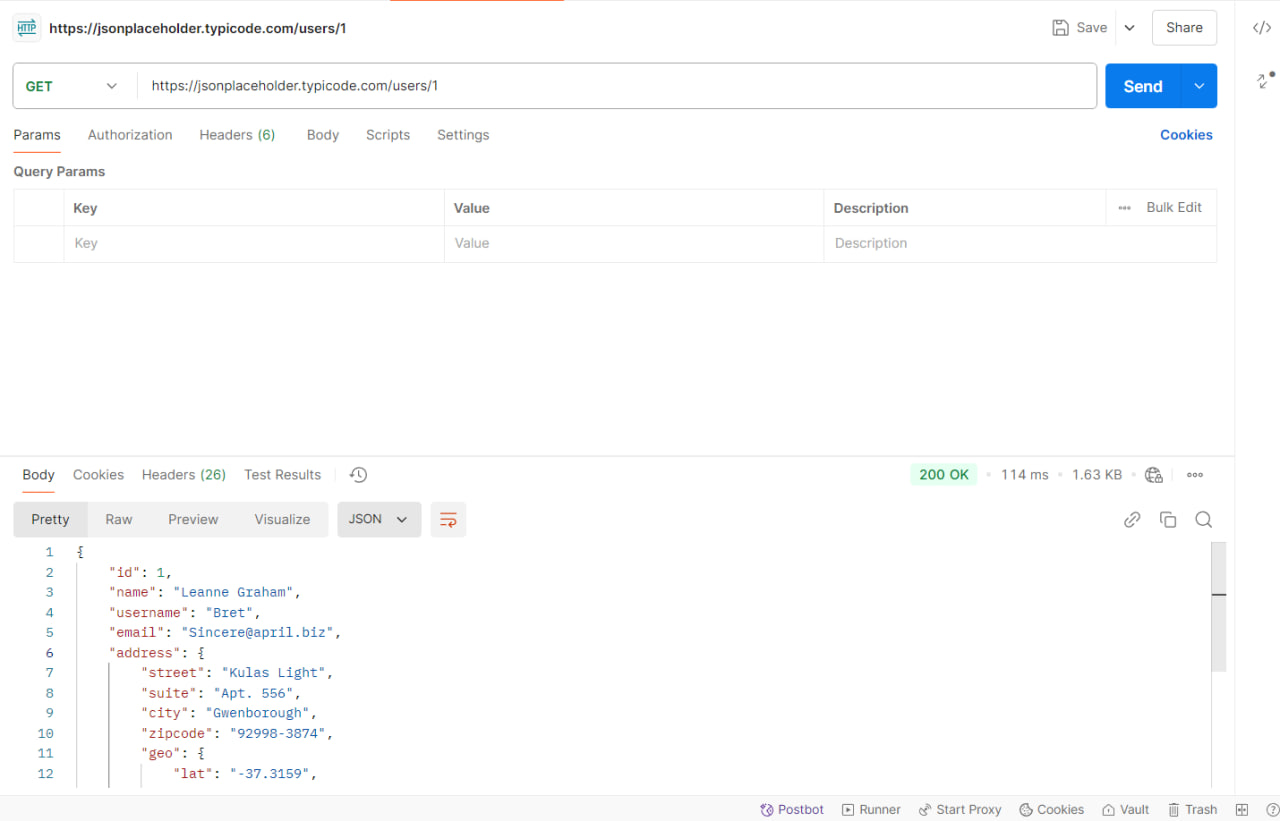 HTTP https://jsonplaceholder.typicode.com/users/1 Save Share </>
GET https://jsonplaceholder.typicode.com/users/1 Send
Params Authorization Headers (6) Body Scripts Settings Cookies
Query Params
Key Value Description Bulk Edit
Key Value Description
Body Cookies Headers (26) Test Results 200 OK 114 ms 1.63 KB
Pretty Raw Preview Visualize JSON
1 {
2 "id": 1,
3 "name": "Leanne Graham",
4 "username": "Bret",
5 "email": "Sincere@april.biz",
6 "address": {
7 "street": "Kulas Light",
8 "suite": "Apt. 556",
9 "city": "Gwenborough",
10 "zipcode": "92998-3874",
11 "geo": {
12 "lat": "-37.3159",
Postbot Runner Start Proxy Cookies Vault Trash